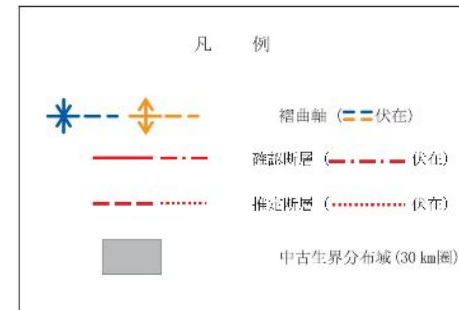 凡 例
褶曲軸 (伏在)
確認断層 ( 伏在)
推定断層 ( 伏在)
中古生界分布域 (30 km圏)